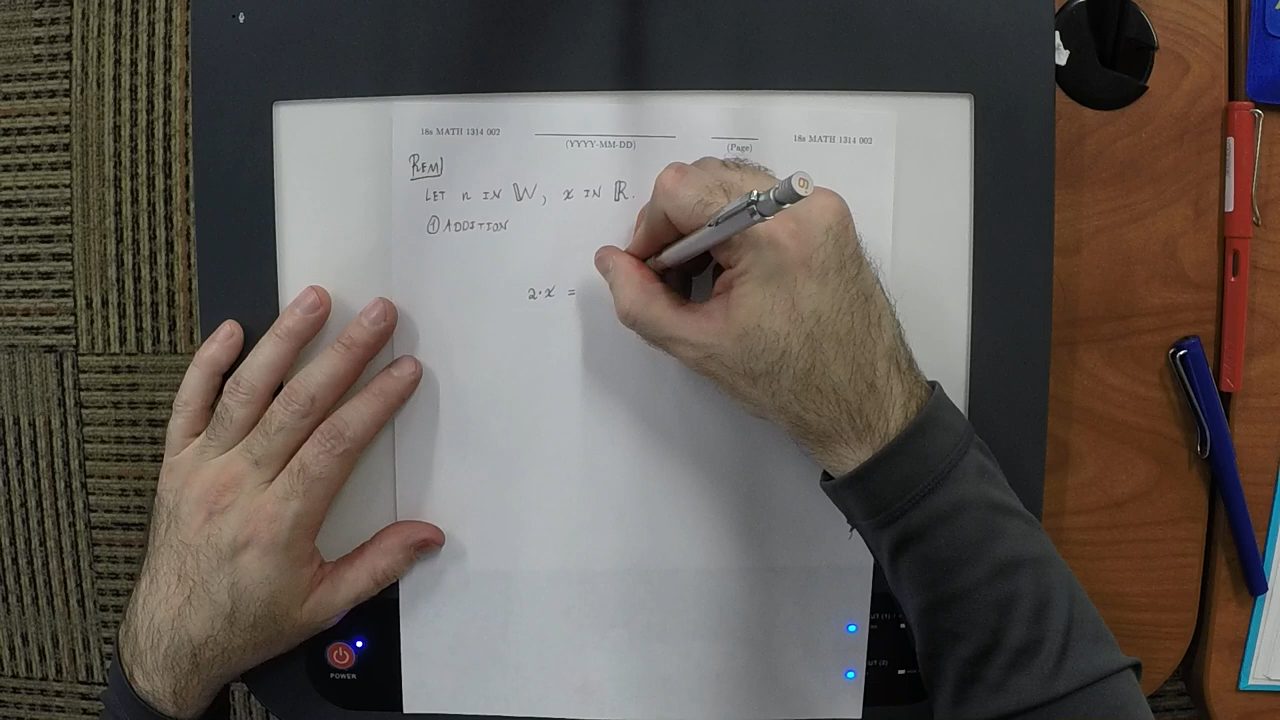 18s MATH 1314 002 18s MATH 1314 002
(YYYY-MM-DD) (Page)
REM
LET n IN 𝕎, x IN ℝ.
① ADDITION
2·x =
POWER